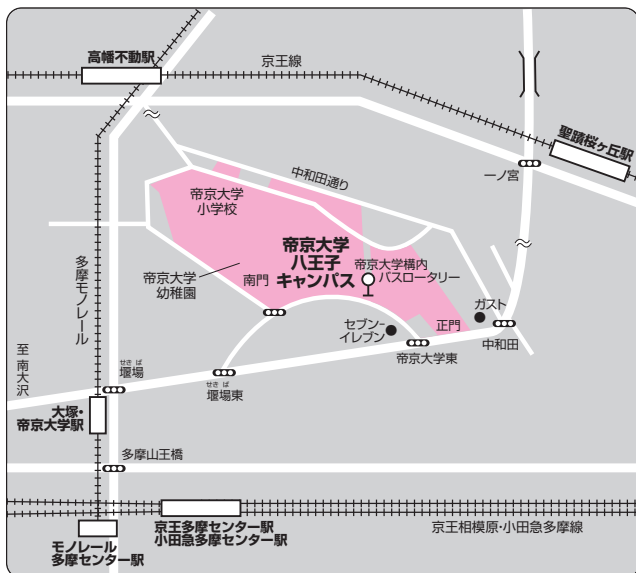 高幡不動駅
京王線
聖蹟桜ヶ丘駅
一ノ宮
中和田通り
帝京大学
小学校
帝京大学
八王子
キャンパス
帝京大学構内
バスロータリー
帝京大学
幼稚園
南門
多摩モノレール
ガスト
正門
セブン-
イレブン
中和田
帝京大学東
至 南大沢
せき ば
堰場
せき ば
堰場東
大塚・
帝京大学駅
多摩山王橋
京王多摩センター駅
小田急多摩センター駅
京王相模原・小田急多摩線
モノレール
多摩センター駅